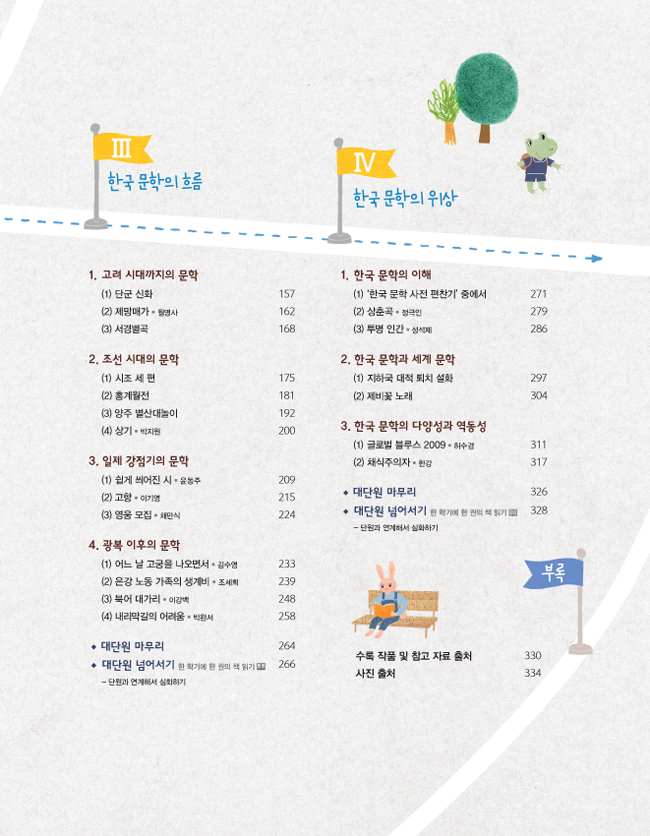 Ⅲ
한국 문학의 흐름
1. 고려 시대까지의 문학
(1) 단군 신화 157
(2) 제망매가 • 월명사 162
(3) 서경별곡 168
2. 조선 시대의 문학
(1) 시조 세 편 175
(2) 홍계월전 181
(3) 양주 별산대놀이 192
(4) 상기 • 박지원 200
3. 일제 강점기의 문학
(1) 쉽게 씌어진 시 • 윤동주 209
(2) 고향 • 이기영 215
(3) 영웅 모집 • 채만식 224
4. 광복 이후의 문학
(1) 어느 날 고궁을 나오면서 • 김수영 233
(2) 은강 노동 가족의 생계비 • 조세희 239
(3) 북어 대가리 • 이강백 248
(4) 내리막길의 어려움 • 박완서 258
◆ 대단원 마무리 264
◆ 대단원 넘어서기 한 학기에 한 권의 책 읽기 266
– 단원과 연계해서 심화하기
Ⅳ
한국 문학의 위상
1. 한국 문학의 이해
(1) ‘한국 문학 사전 편찬기’ 중에서 271
(2) 상춘곡 • 정극인 279
(3) 투명 인간 • 성석제 286
2. 한국 문학과 세계 문학
(1) 지하국 대적 퇴치 설화 297
(2) 제비꽃 노래 304
3. 한국 문학의 다양성과 역동성
(1) 글로벌 블루스 2009 • 허수경 311
(2) 채식주의자 • 한강 317
◆ 대단원 마무리 326
◆ 대단원 넘어서기 한 학기에 한 권의 책 읽기 328
– 단원과 연계해서 심화하기
부록
수록 작품 및 참고 자료 출처 330
사진 출처 334